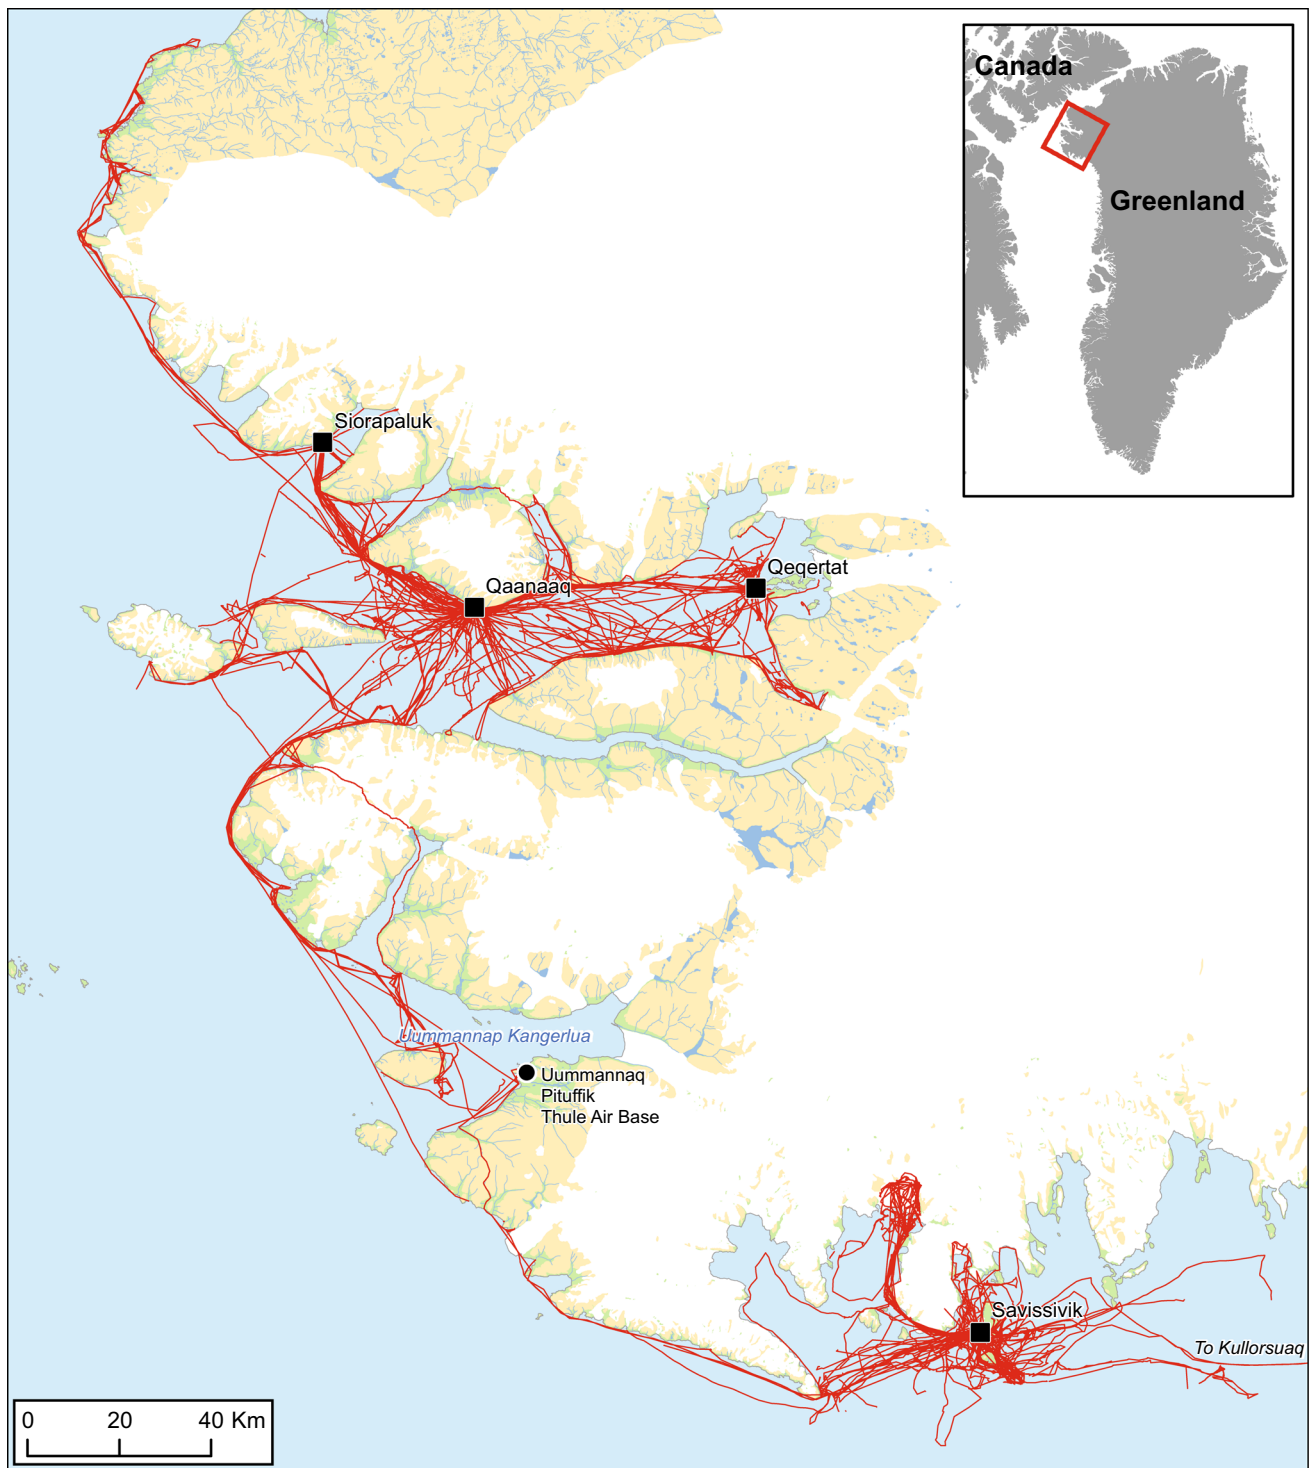 Canada
Greenland
Siorapaluk
Qeqertat
Qaanaaq
Uummannap Kangerlua
Uummannaq
Pituffik
Thule Air Base
Savissivik
To Kullorsuaq
0 20 40 Km